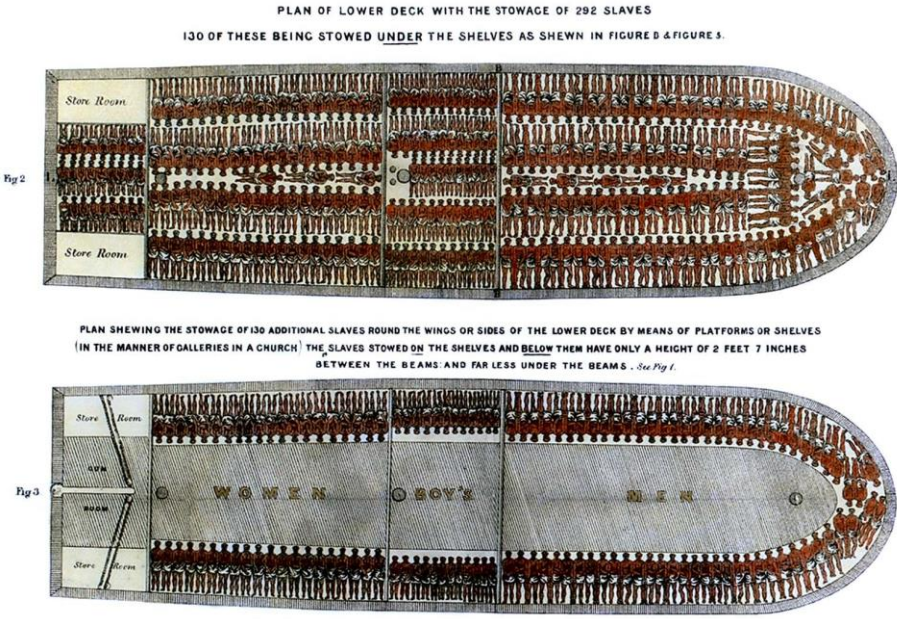 PLAN OF LOWER DECK WITH THE STOWAGE OF 292 SLAVES
130 OF THESE BEING STOWED UNDER THE SHELVES AS SHEWN IN FIGURE D & FIGURE 5.
Store Room
Fig 2
Store Room
PLAN SHEWING THE STOWAGE OF 130 ADDITIONAL SLAVES ROUND THE WINGS OR SIDES OF THE LOWER DECK BY MEANS OF PLATFORMS OR SHELVES
(IN THE MANNER OF GALLERIES IN A CHURCH) THE SLAVES STOWED ON THE SHELVES AND BELOW THEM HAVE ONLY A HEIGHT OF 2 FEET 7 INCHES
BETWEEN THE BEAMS: AND FAR LESS UNDER THE BEAMS. See Fig 1.
Store Room
GUN
Fig 3
WOMEN BOY'S MEN
ROOM
Store Room